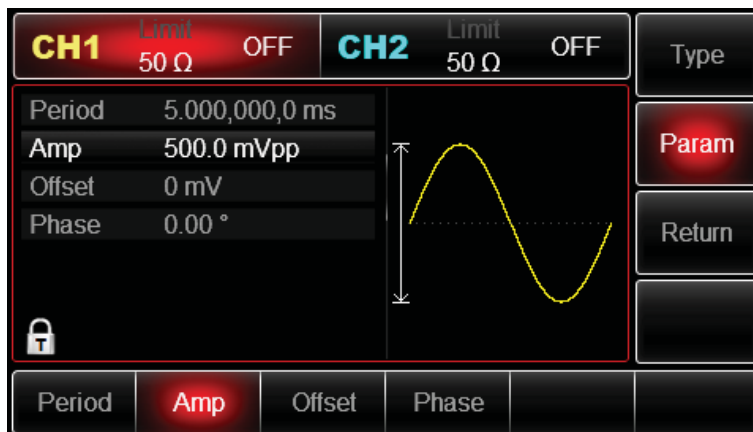 CH1 Limit 50 Ω OFF
CH2 Limit 50 Ω OFF
Type
Period 5.000,000,0 ms
Amp 500.0 mVpp
Offset 0 mV
Phase 0.00 °
Param
Return
T
Period Amp Offset Phase